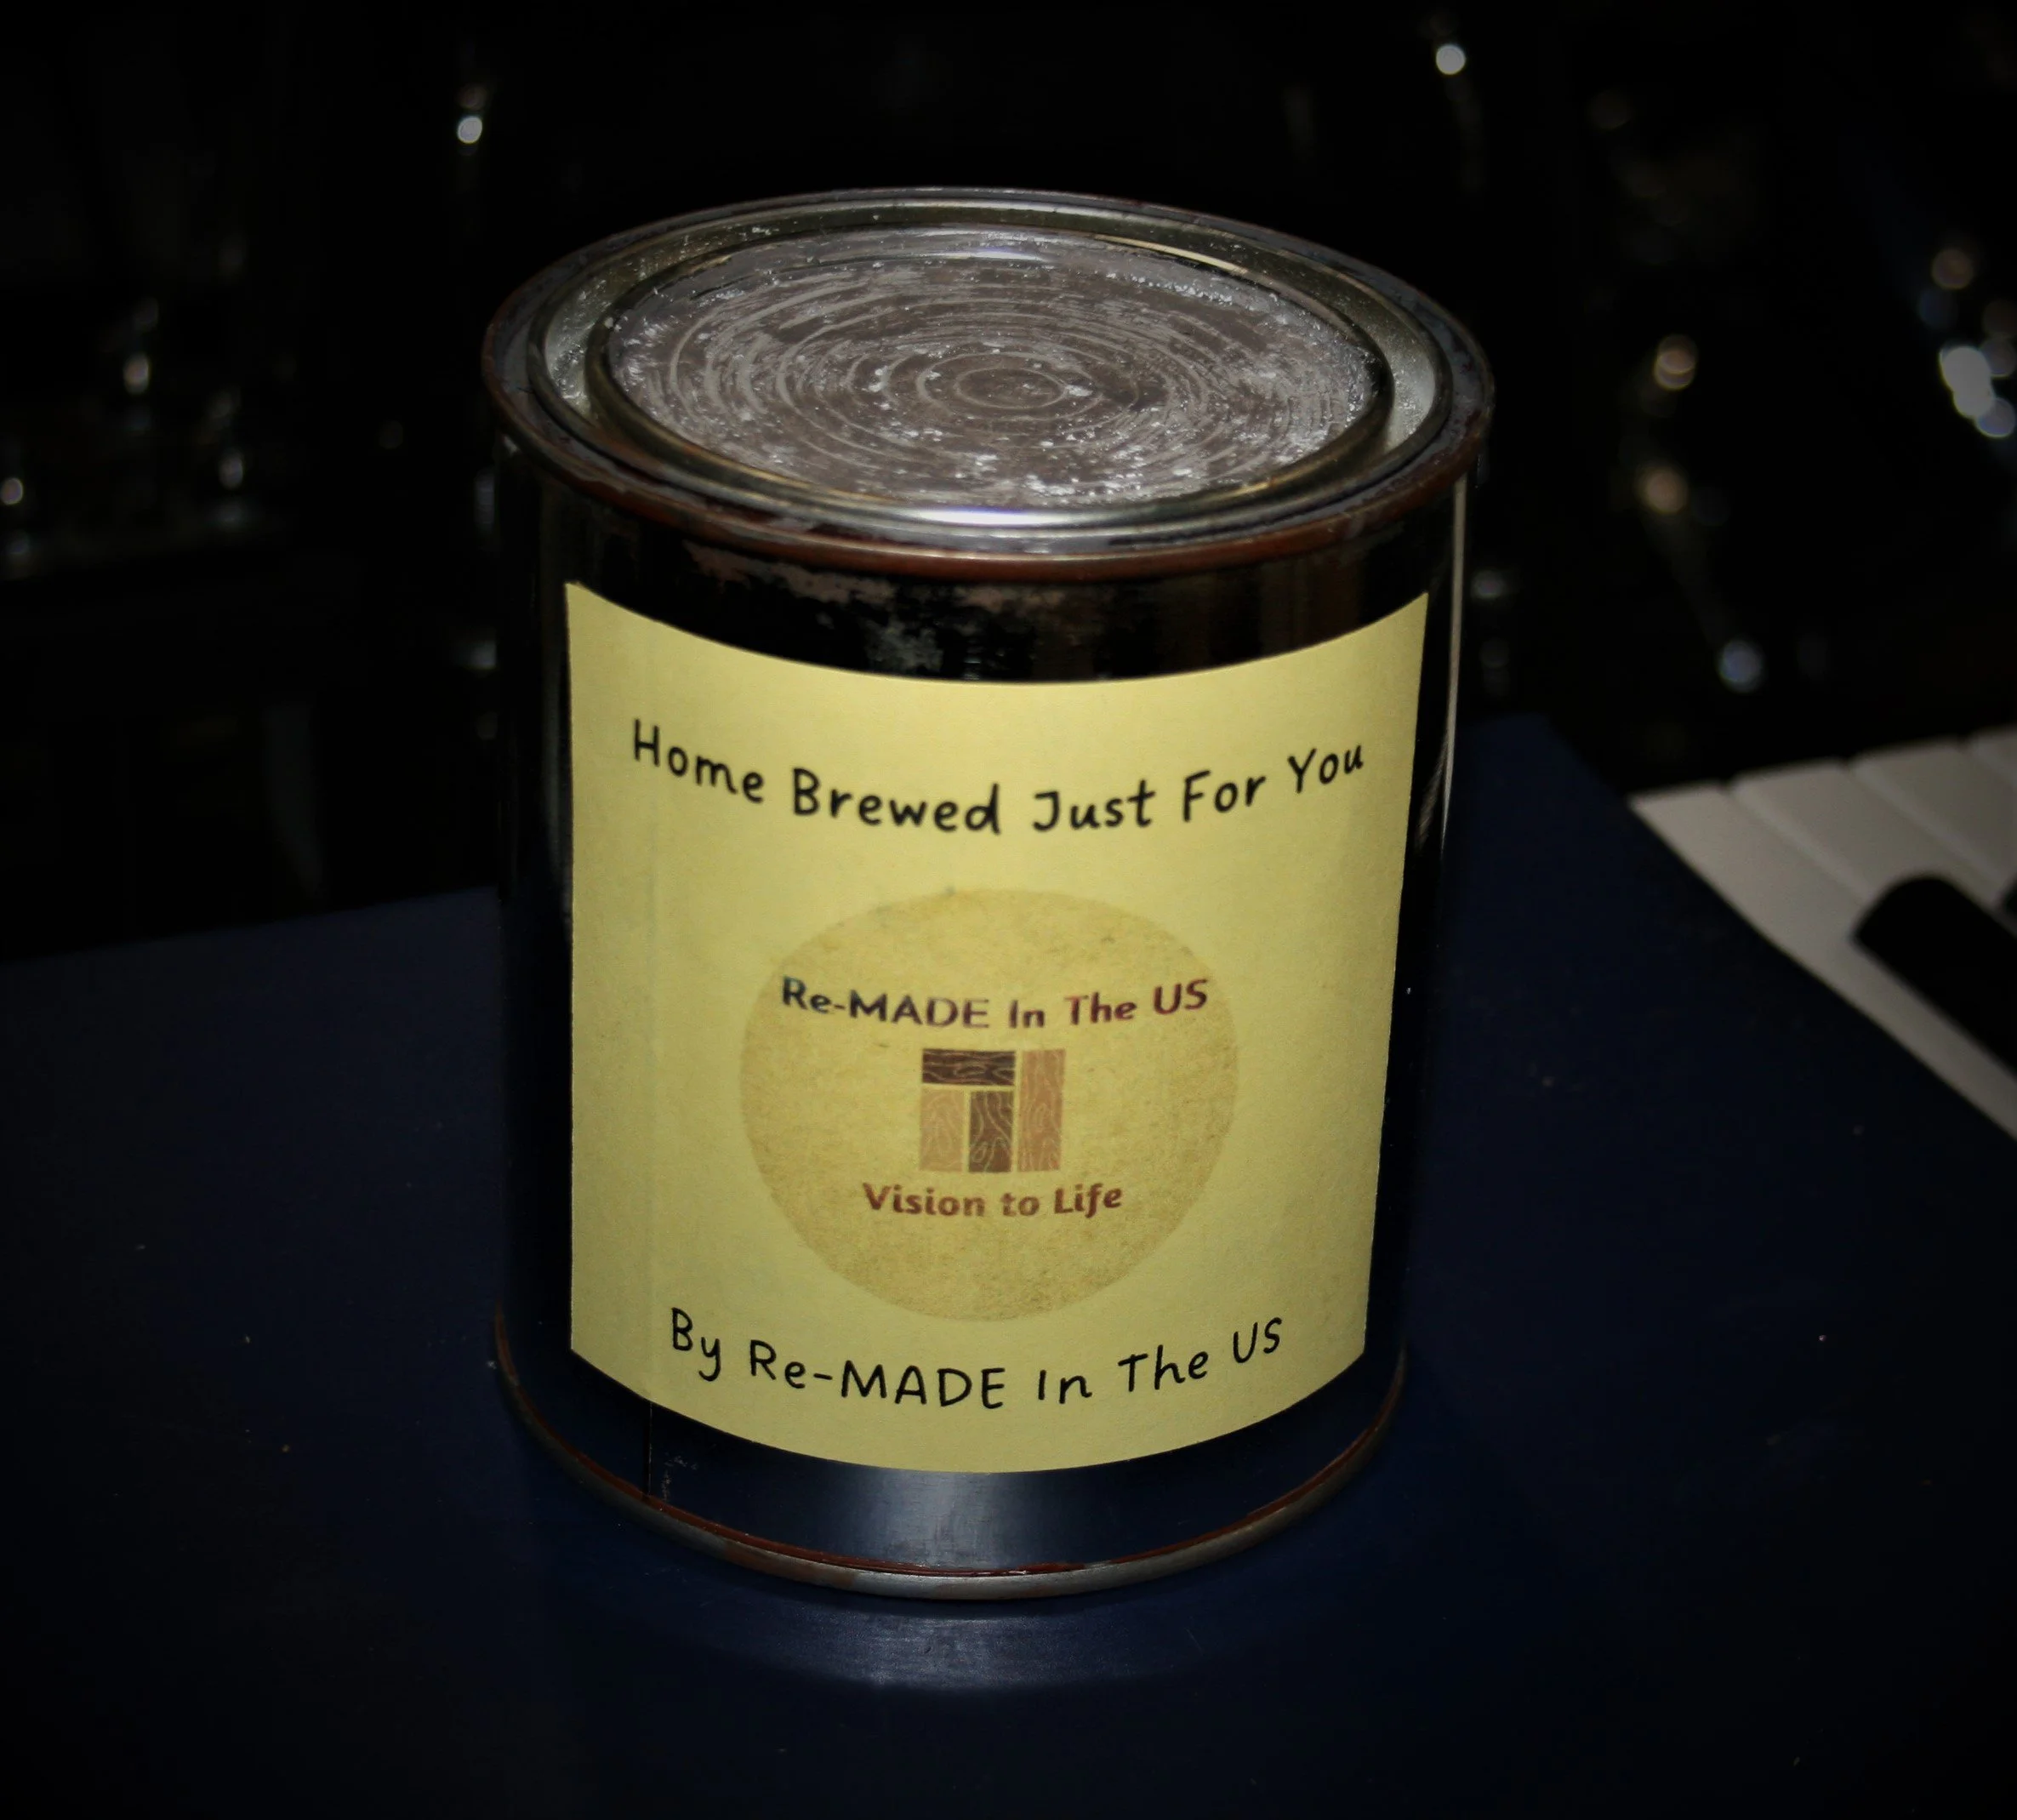 Home Brewed Just For You
Re-MADE In The US
Vision to Life
By Re-MADE In The US